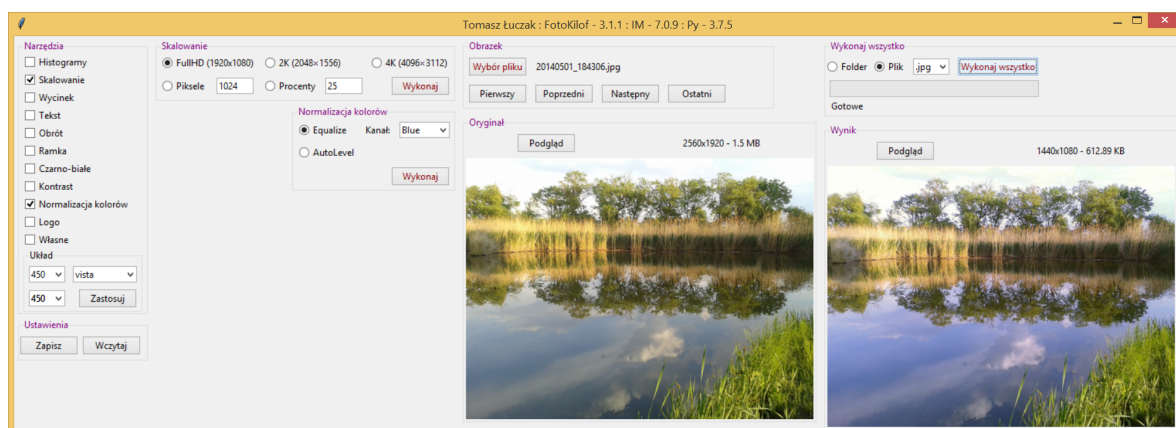 Tomasz Łuczak : FotoKilof - 3.1.1 : IM - 7.0.9 : Py - 3.7.5
Narzędzia
Histogramy
Skalowanie
Wycinek
Tekst
Obrót
Ramka
Czarno-białe
Kontrast
Normalizacja kolorów
Logo
Własne
Układ
450 vista
450 Zastosuj
Ustawienia
Zapisz Wczytaj
Skalowanie
FullHD (1920x1080) 2K (2048×1556) 4K (4096×3112)
Piksele 1024 Procenty 25 Wykonaj
Normalizacja kolorów
Equalize Kanał: Blue
AutoLevel
Wykonaj
Obrazek
Wybór pliku 20140501_184306.jpg
Pierwszy Poprzedni Następny Ostatni
Oryginał
Podgląd 2560x1920 - 1.5 MB
Wykonaj wszystko
Folder Plik .jpg Wykonaj wszystko
Gotowe
Wynik
Podgląd 1440x1080 - 612.89 KB